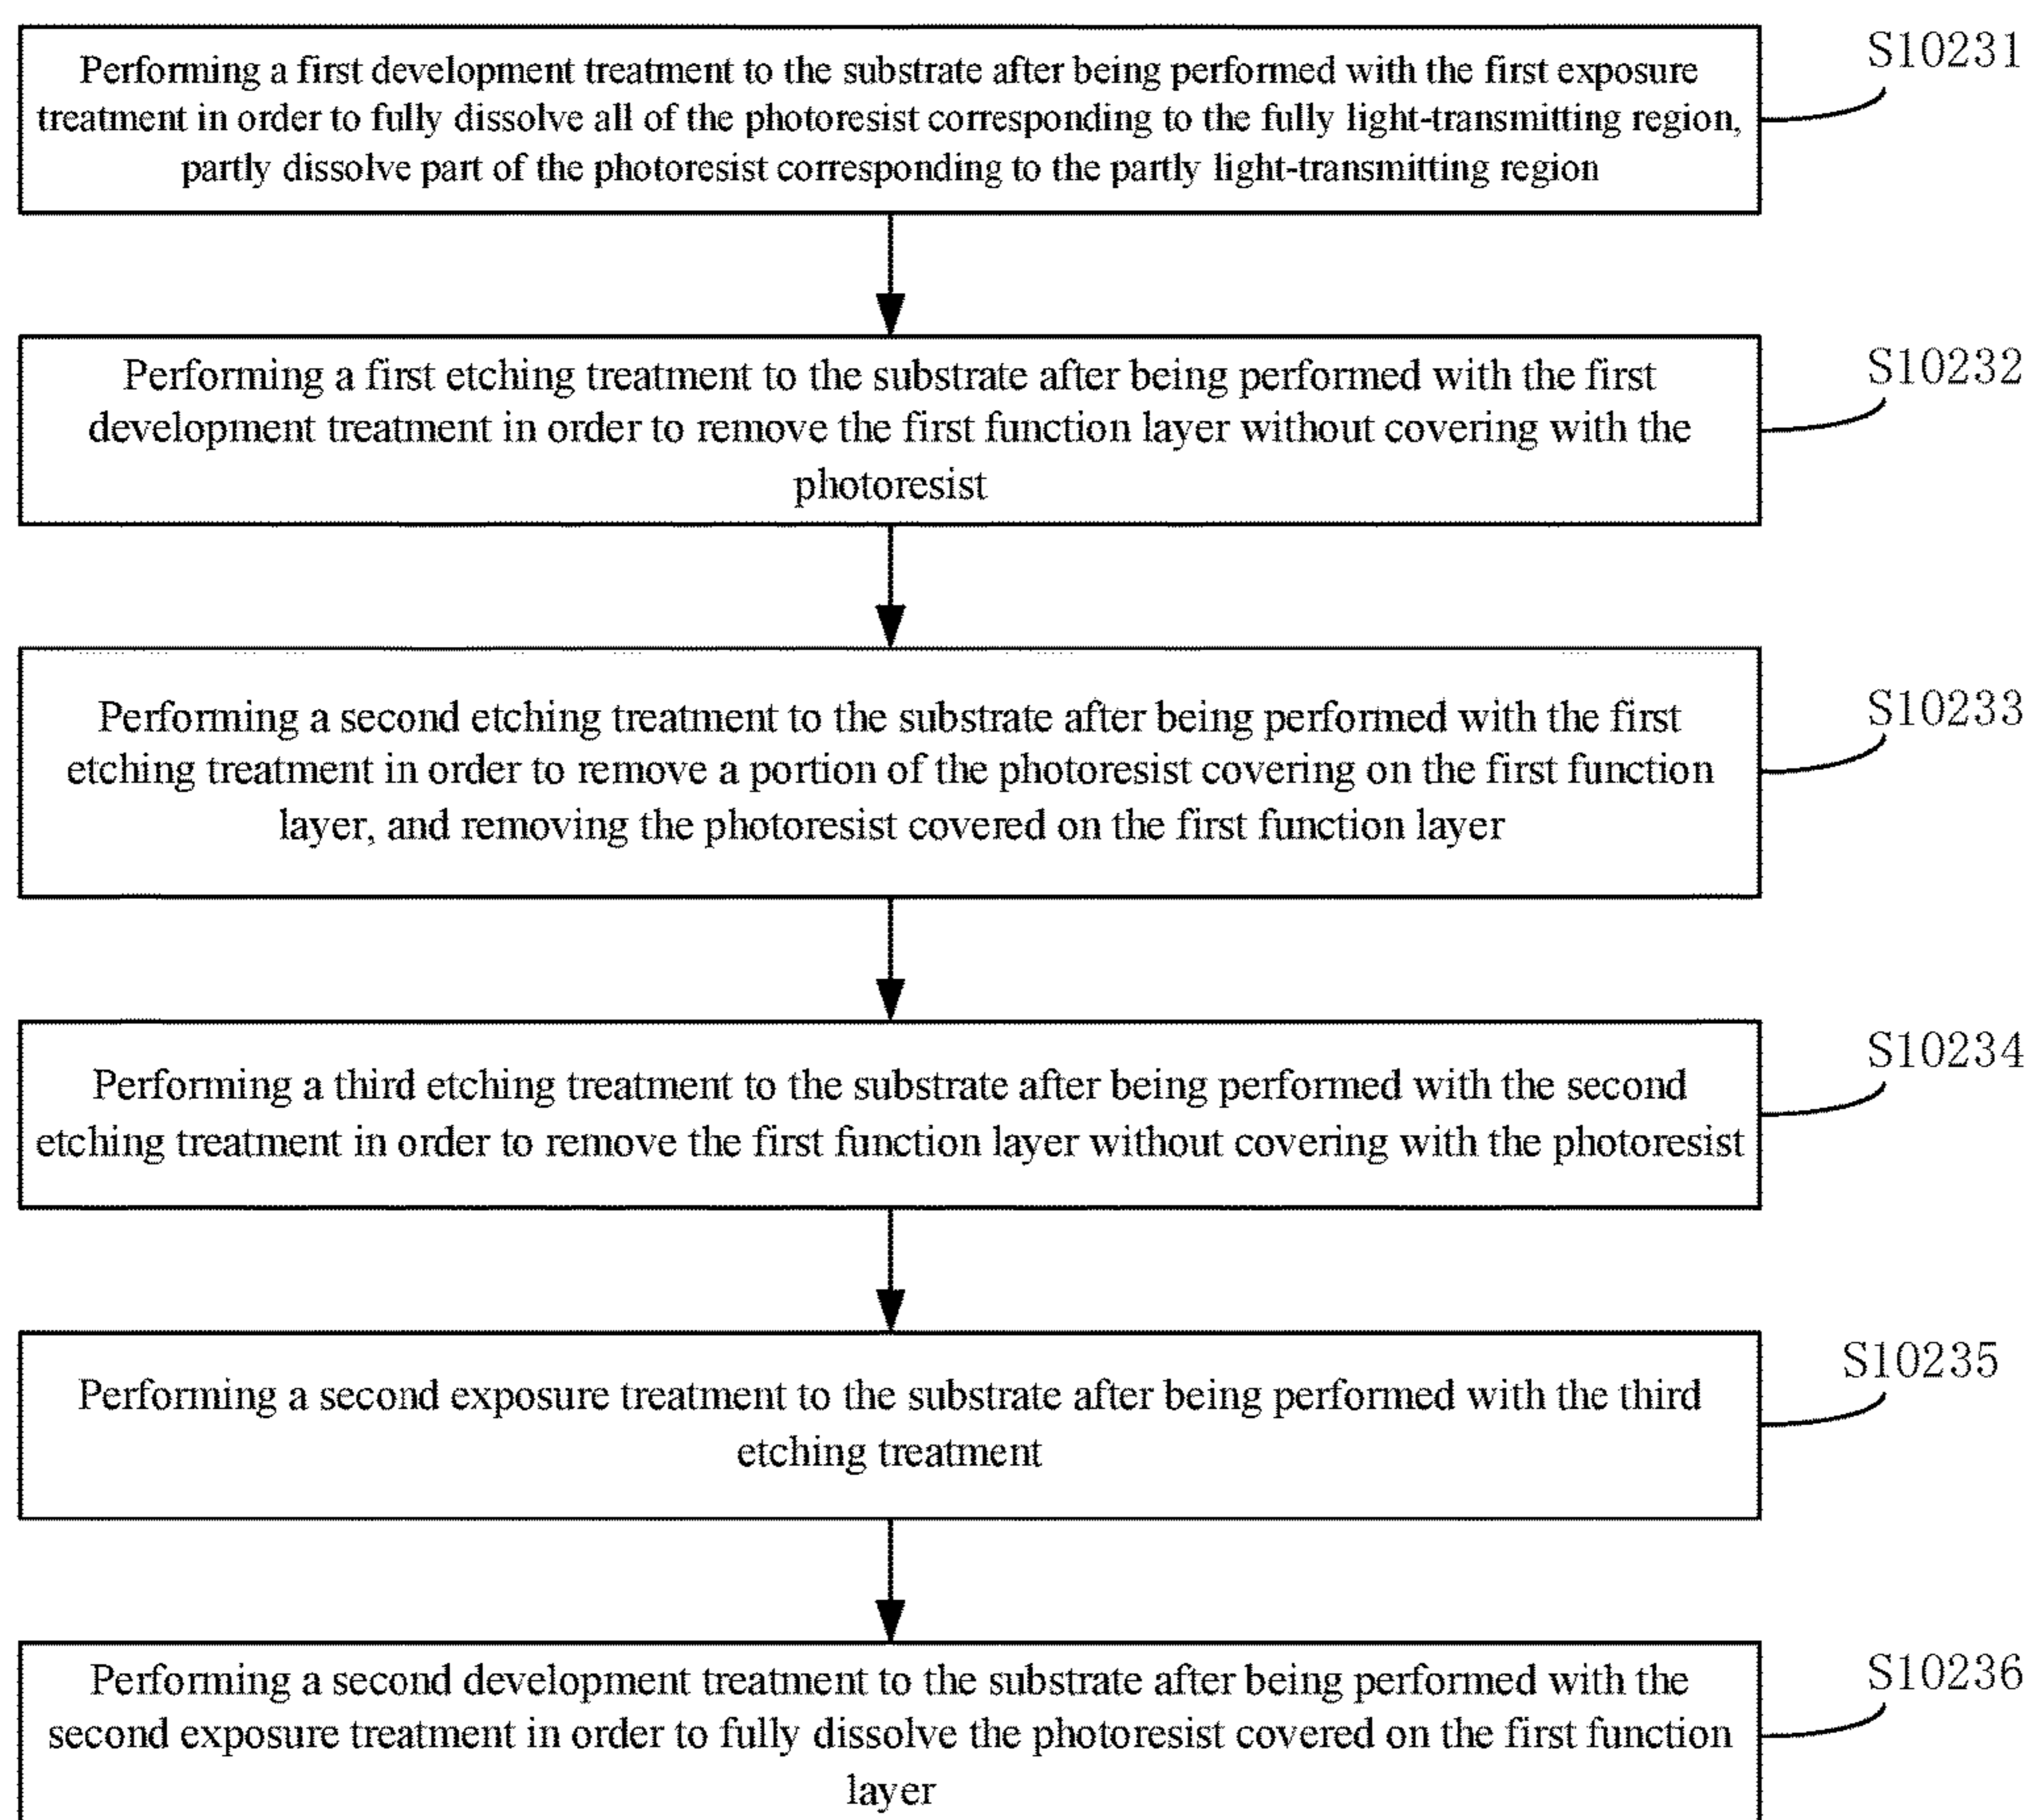 Performing a first development treatment to the substrate after being performed with the first exposure
treatment in order to fully dissolve all of the photoresist corresponding to the fully light-transmitting region,
partly dissolve part of the photoresist corresponding to the partly light-transmitting region
S10231
Performing a first etching treatment to the substrate after being performed with the first
development treatment in order to remove the first function layer without covering with the
photoresist
S10232
Performing a second etching treatment to the substrate after being performed with the first
etching treatment in order to remove a portion of the photoresist covering on the first function
layer, and removing the photoresist covered on the first function layer
S10233
Performing a third etching treatment to the substrate after being performed with the second
etching treatment in order to remove the first function layer without covering with the photoresist
S10234
Performing a second exposure treatment to the substrate after being performed with the third
etching treatment
S10235
Performing a second development treatment to the substrate after being performed with the
second exposure treatment in order to fully dissolve the photoresist covered on the first function
layer
S10236